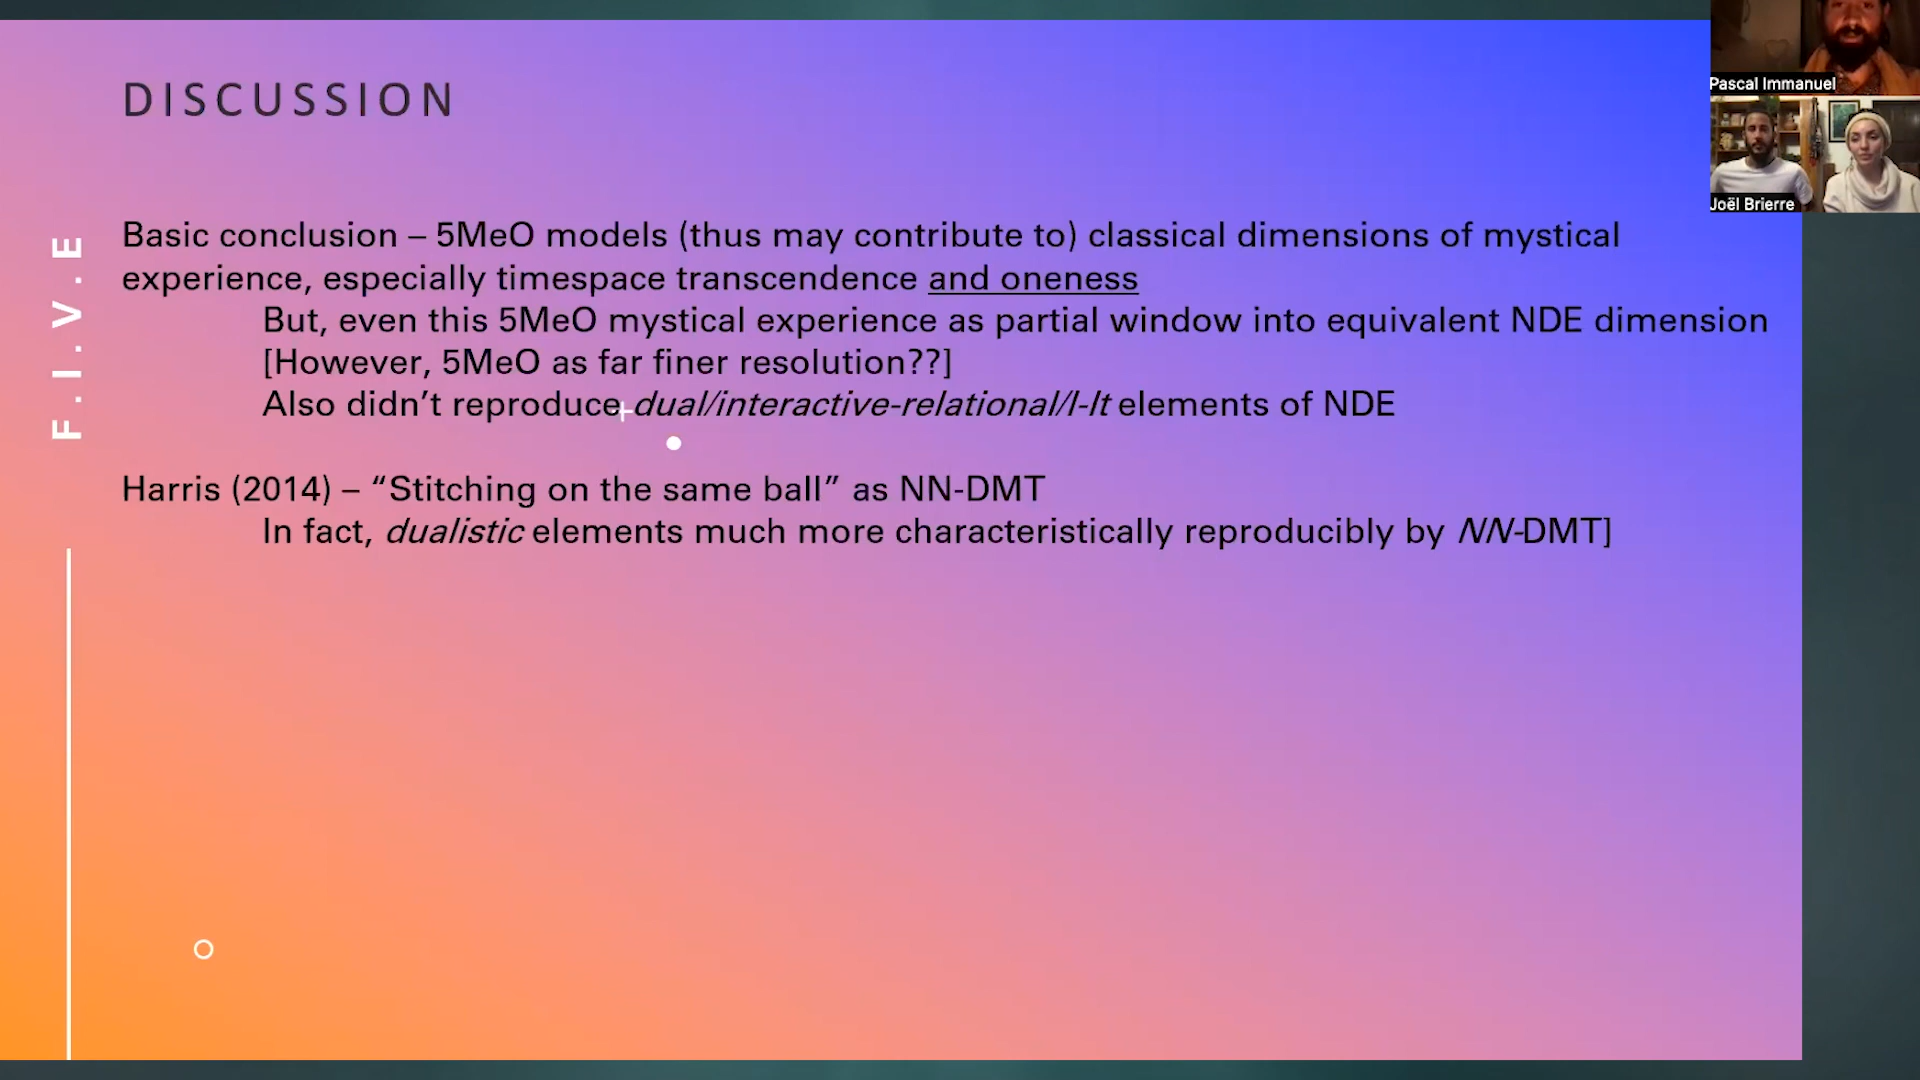 DISCUSSION
Pascal Immanuel
Joël Brierre
F.I.V.E
Basic conclusion – 5MeO models (thus may contribute to) classical dimensions of mystical
experience, especially timespace transcendence and oneness
But, even this 5MeO mystical experience as partial window into equivalent NDE dimension
[However, 5MeO as far finer resolution??]
Also didn’t reproduce dual/interactive-relational/I-It elements of NDE
Harris (2014) – “Stitching on the same ball” as NN-DMT
In fact, dualistic elements much more characteristically reproducibly by NN-DMT]